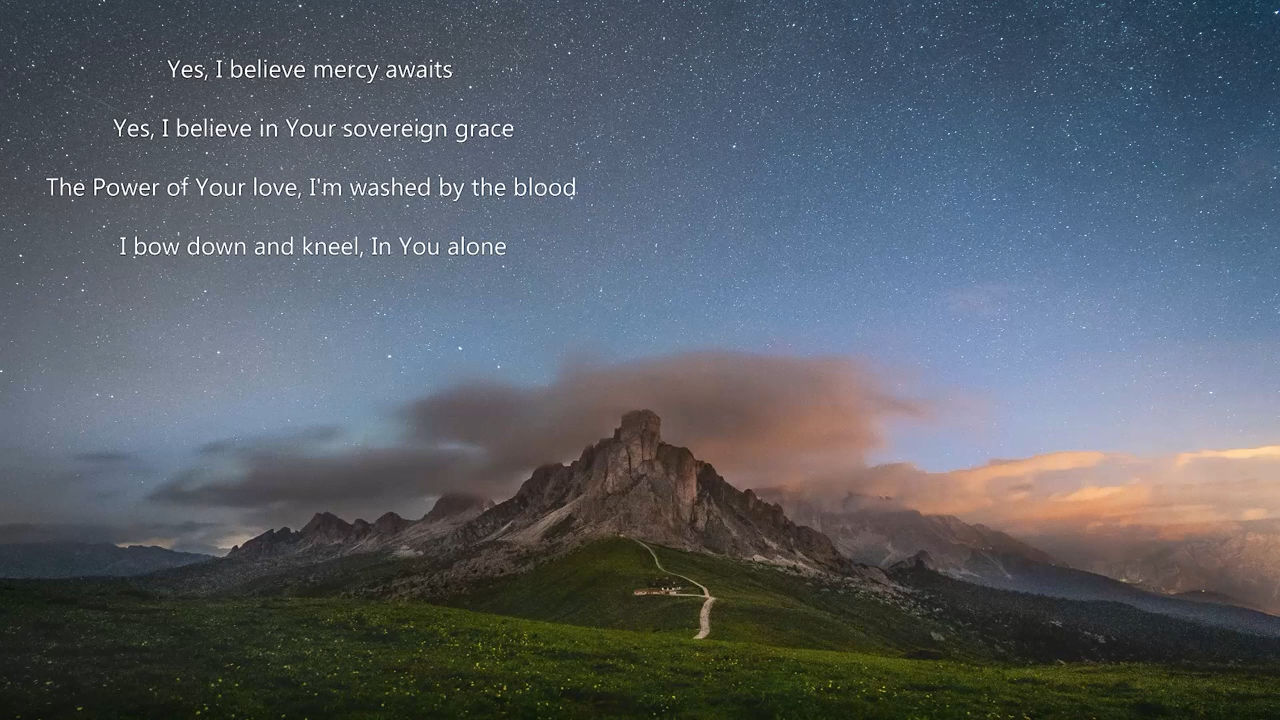 Yes, I believe mercy awaits
Yes, I believe in Your sovereign grace
The Power of Your love, I'm washed by the blood
I bow down and kneel, In You alone